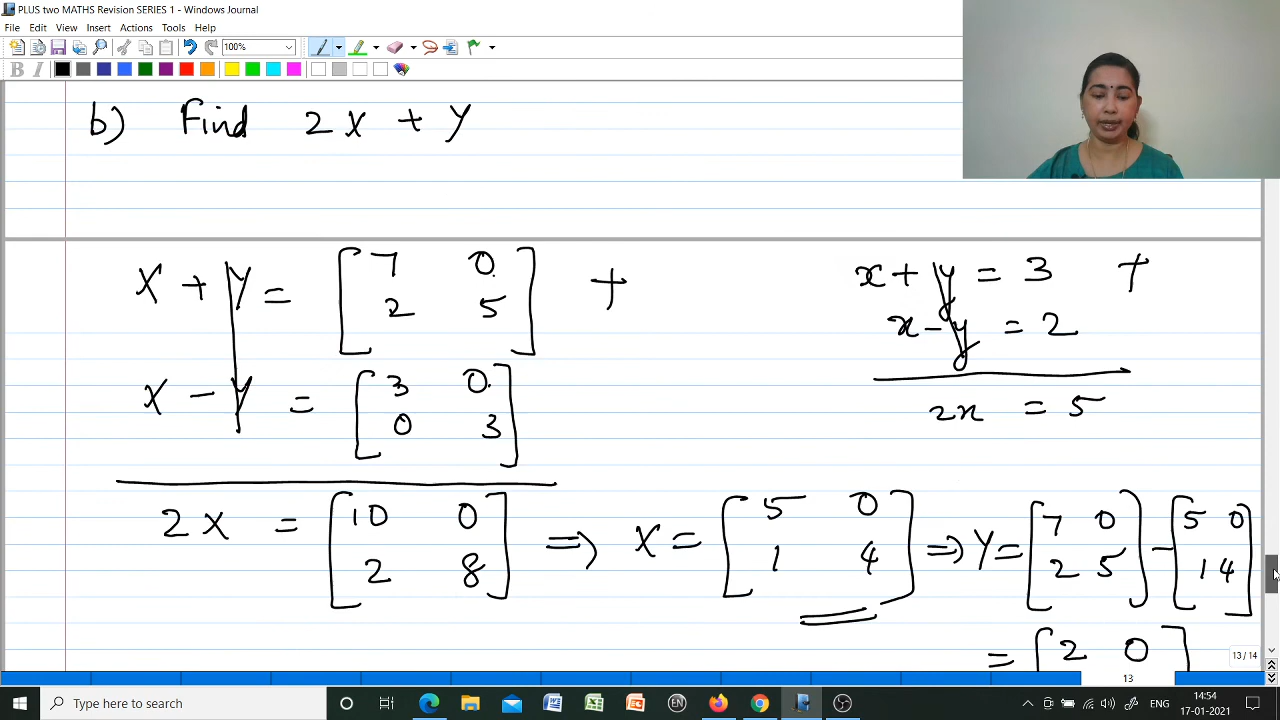 PLUS two MATHS Revision SERIES 1 - Windows Journal
File Edit View Insert Actions Tools Help
100%
B I
b) Find 2X + Y
X + Y = [7 0
2 5] +
x + y = 3 +
x - y = 2
X - Y = [3 0
0 3]
2x = 5
2X = [10 0
2 8] => X = [5 0
1 4] => Y = [7 0
2 5] - [5 0
1 4]
= [2 0]
13 / 14
13
Type here to search
EN
ENG
14:54
17-01-2021